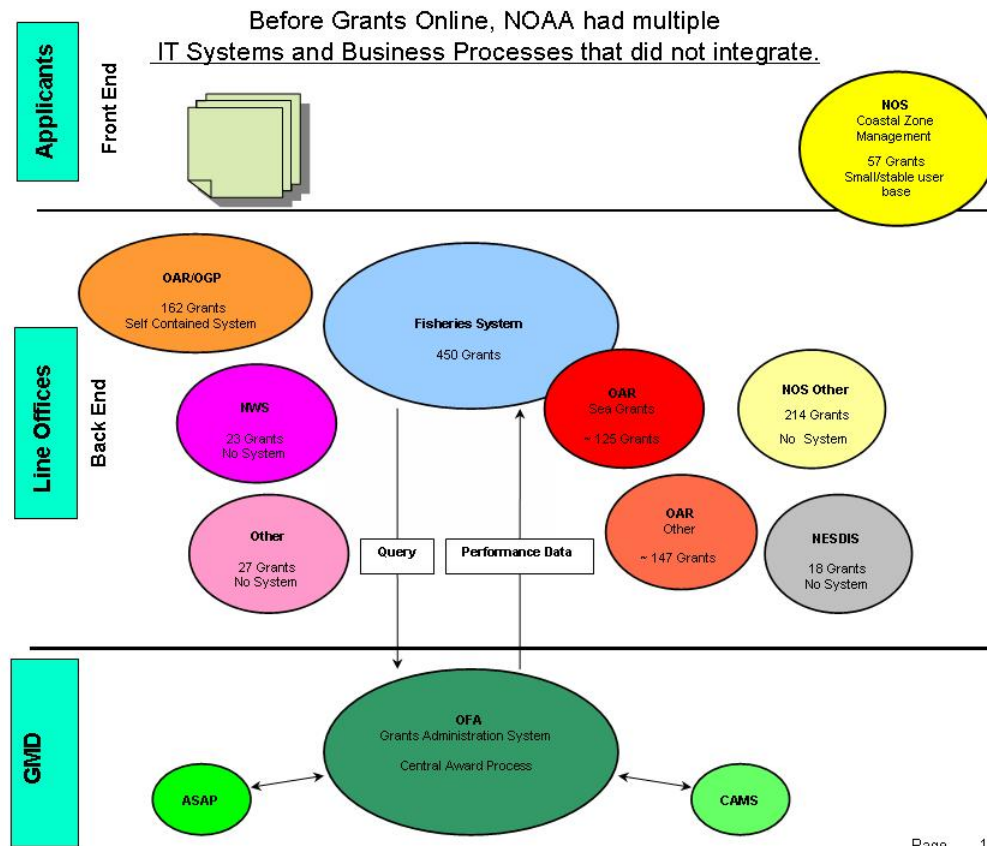 Before Grants Online, NOAA had multiple
IT Systems and Business Processes that did not integrate.
Applicants
Front End
NOS
Coastal Zone
Management
57 Grants
Small/stable user
base
Line Offices
Back End
OAR/OGP
162 Grants
Self Contained System
Fisheries System
450 Grants
NWS
23 Grants
No System
OAR
Sea Grants
~ 125 Grants
NOS Other
214 Grants
No System
Other
27 Grants
No System
Query
Performance Data
OAR
Other
~ 147 Grants
NESDIS
18 Grants
No System
GMD
OFA
Grants Administration System
Central Award Process
ASAP
CAMS
Page 1